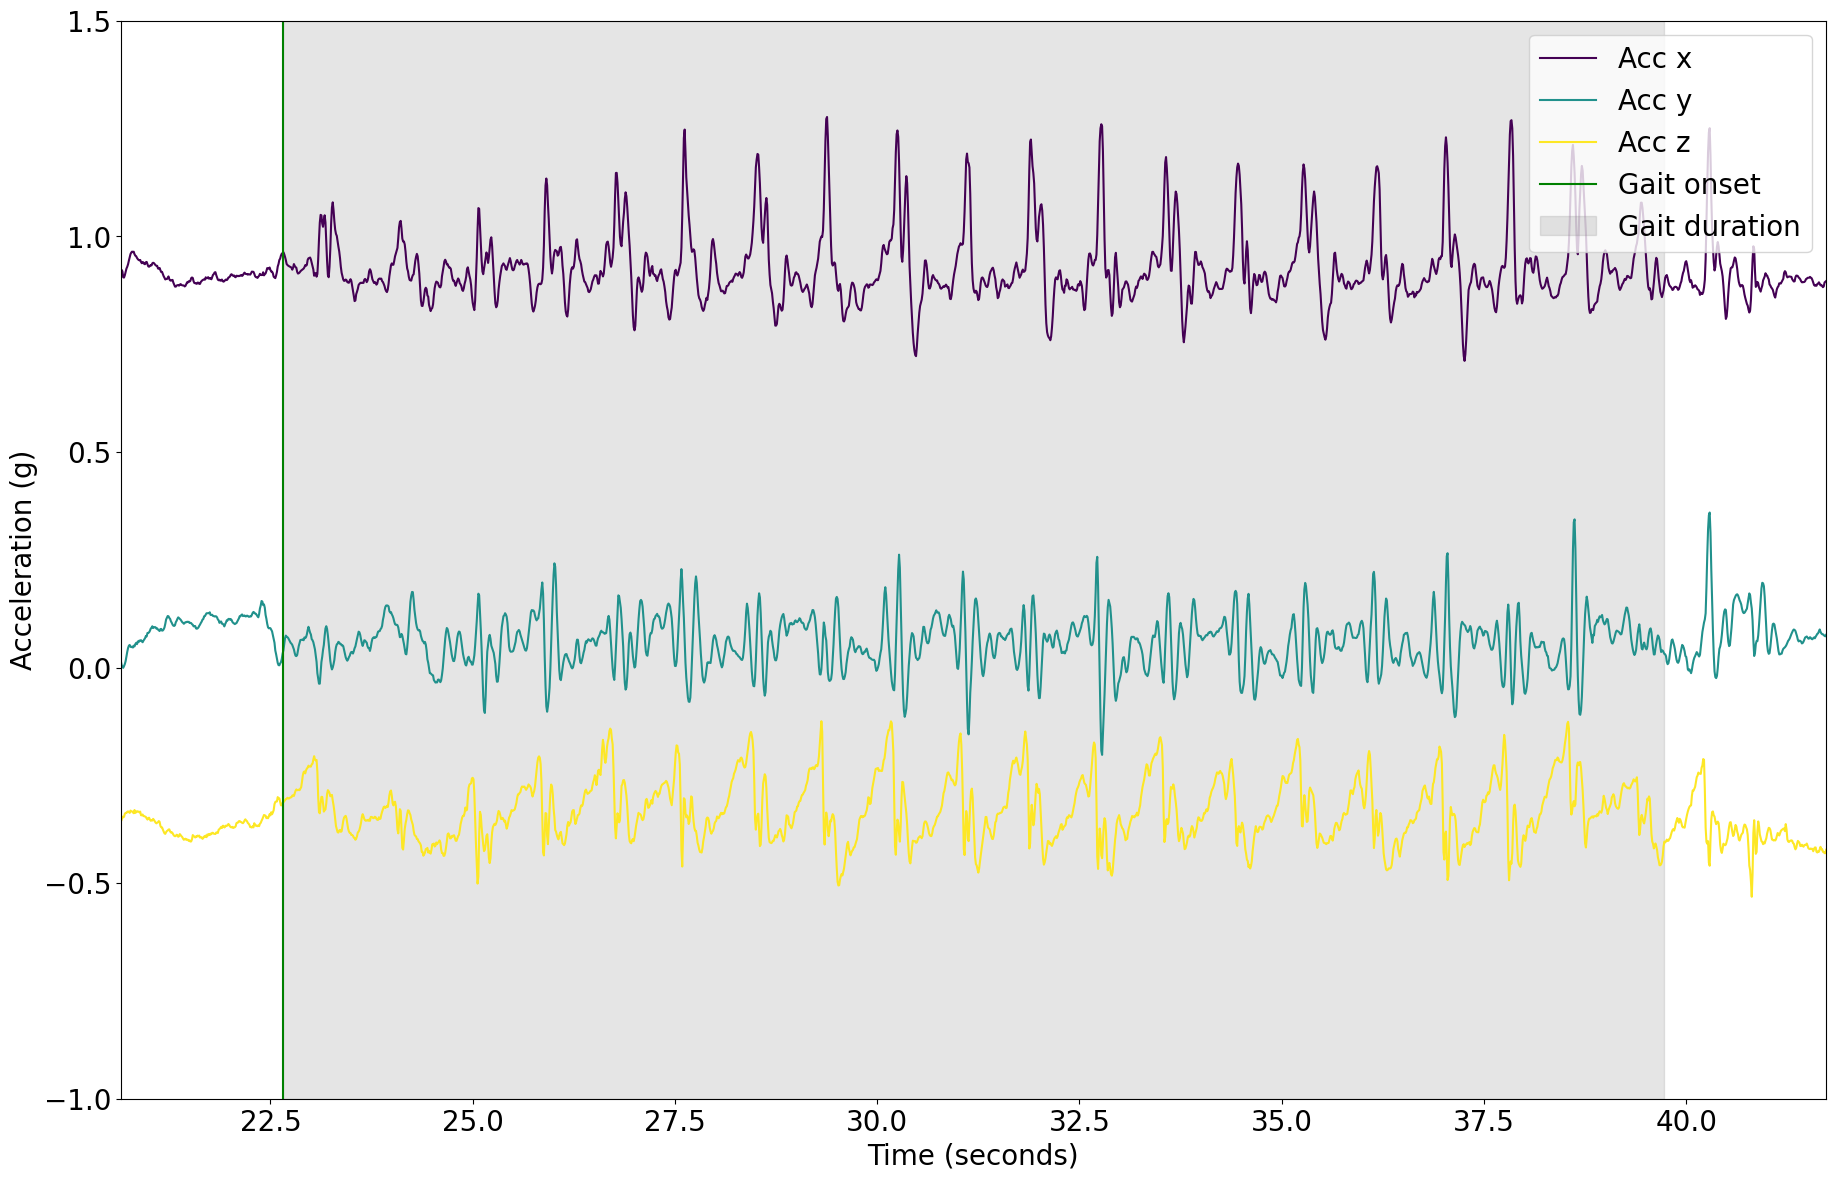 1.5
1.0
0.5
0.0
−0.5
−1.0
Acceleration (g)
Acc x
Acc y
Acc z
Gait onset
Gait duration
22.5 25.0 27.5 30.0 32.5 35.0 37.5 40.0
Time (seconds)